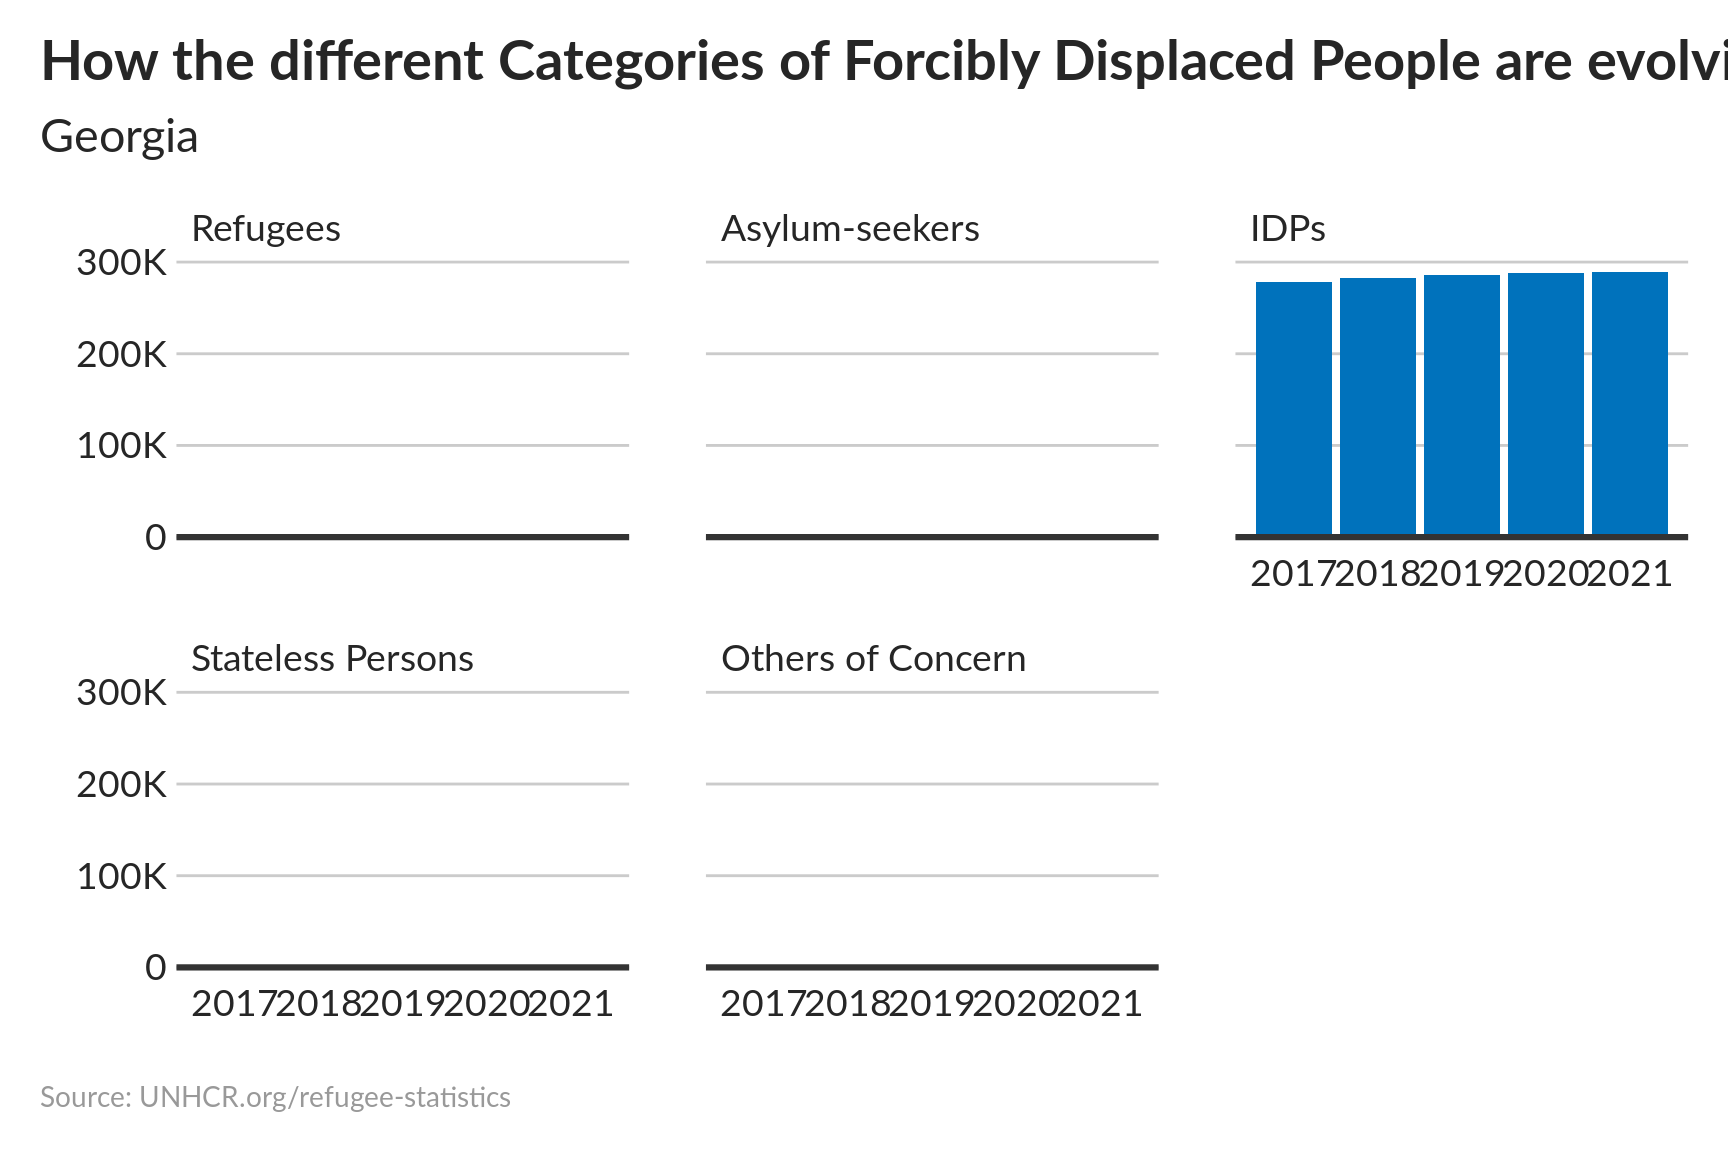 How the different Categories of Forcibly Displaced People are evolvi
Georgia
Refugees
Asylum-seekers
IDPs
300K
200K
100K
0
2017 2018 2019 2020 2021
Stateless Persons
Others of Concern
300K
200K
100K
0
2017 2018 2019 2020 2021
2017 2018 2019 2020 2021
Source: UNHCR.org/refugee-statistics